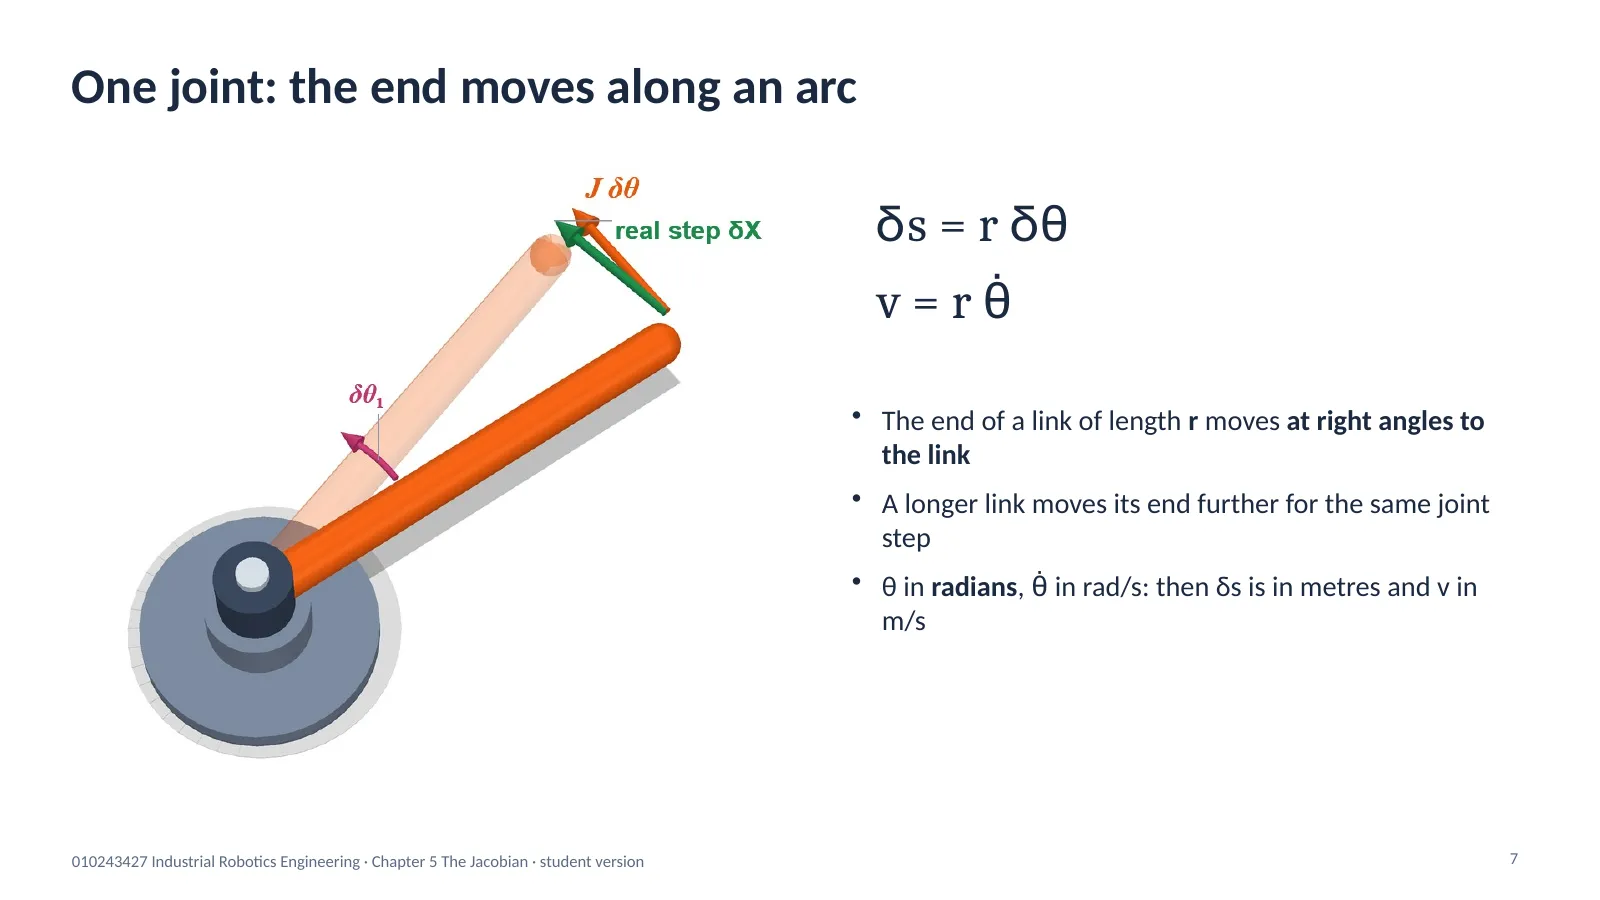 One joint: the end moves along an arc
J δθ
real step δX
δθ₁
δs = r δθ
v = r θ̇
• The end of a link of length r moves at right angles to
the link
• A longer link moves its end further for the same joint
step
• θ in radians, θ̇ in rad/s: then δs is in metres and v in
m/s
010243427 Industrial Robotics Engineering · Chapter 5 The Jacobian · student version
7